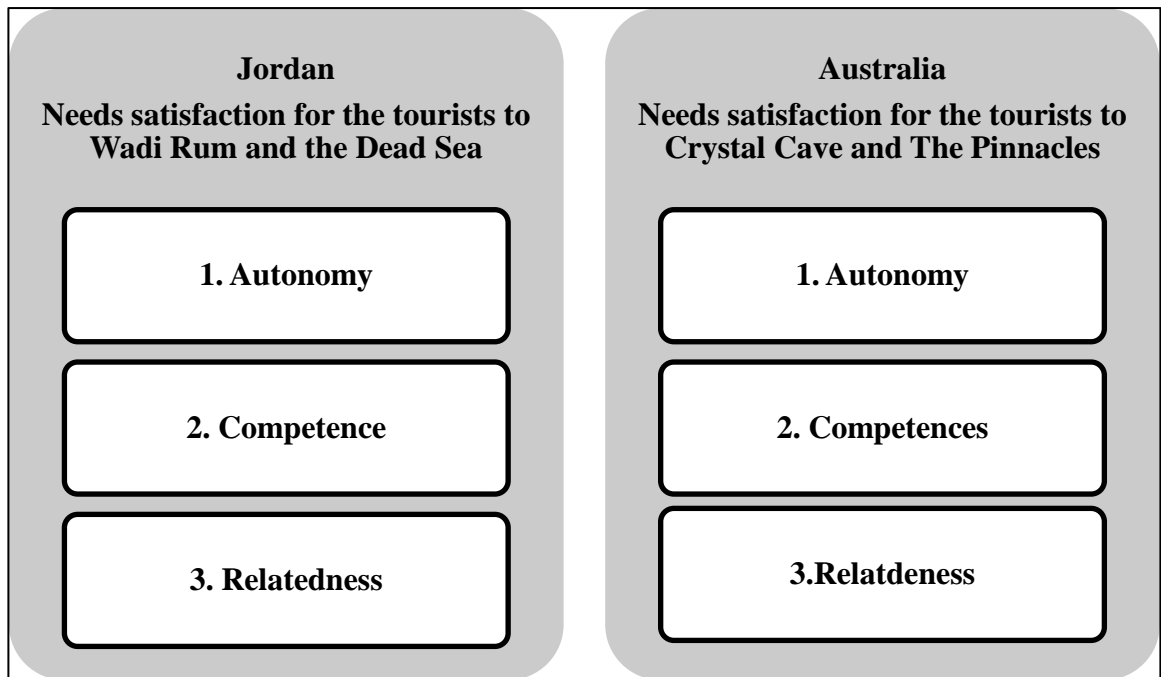 Jordan
Needs satisfaction for the tourists to
Wadi Rum and the Dead Sea
1. Autonomy
2. Competence
3. Relatedness
Australia
Needs satisfaction for the tourists to
Crystal Cave and The Pinnacles
1. Autonomy
2. Competences
3.Relatdeness